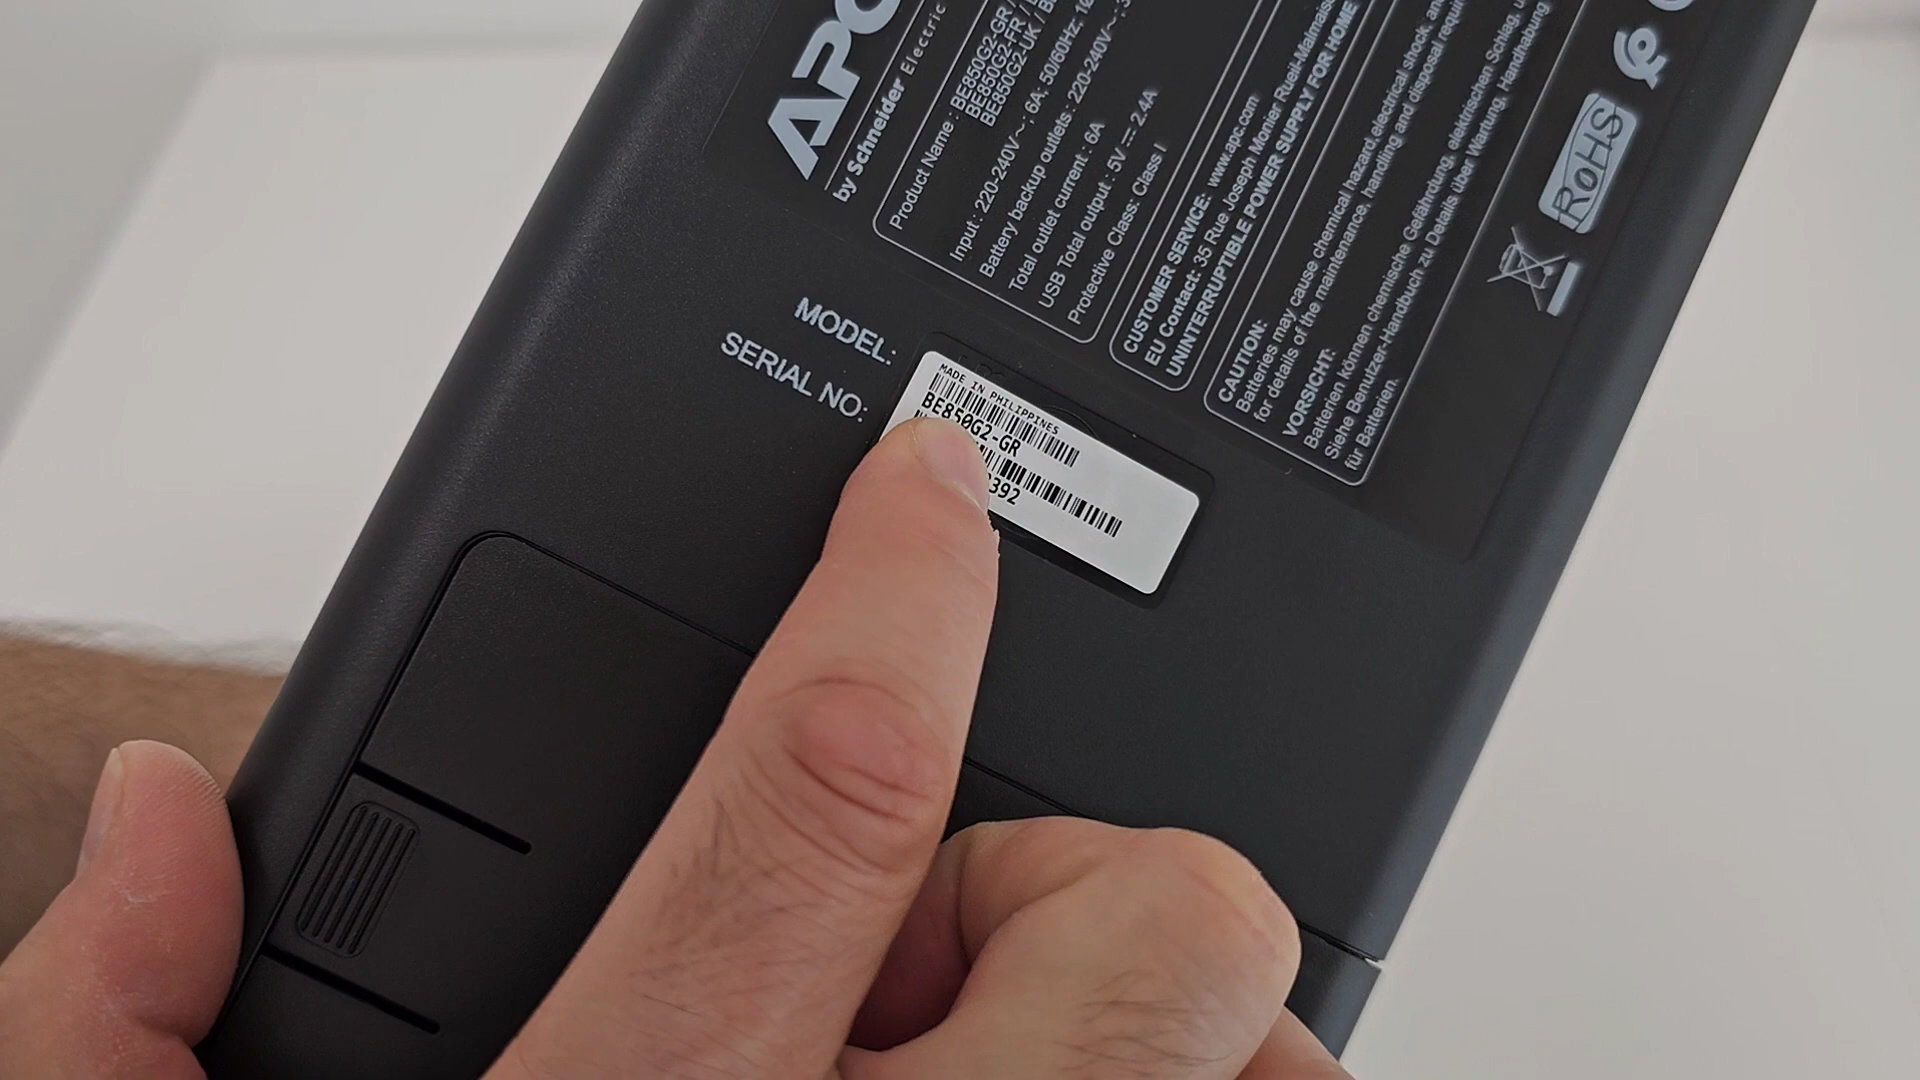 APC
by Schneider Electric
Product Name : BE850G2-GR /
BE850G2-FR /
BE850G2-UK /
Input : 220-240V~; 6A; 50/60Hz;
Battery backup outlets : 220-240V~;
Total outlet current : 6A
USB Total output : 5V 2.4A
Protective Class: Class I
CUSTOMER SERVICE: www.apc.com
EU Contact: 35 Rue Joseph Monier Rueil-Malmaison
UNINTERRUPTIBLE POWER SUPPLY FOR HOME
CAUTION:
Batteries may cause chemical hazard, electrical shock,
for details of the maintenance, handling and disposal
VORSICHT:
Batterien können chemische Gefährdung, elektrischen Schlag,
Siehe Benutzer-Handbuch zu Details über Wartung, Handhabung
für Batterien.
RoHS
MODEL:
SERIAL NO:
MADE IN PHILIPPINES
BE850G2-GR
392